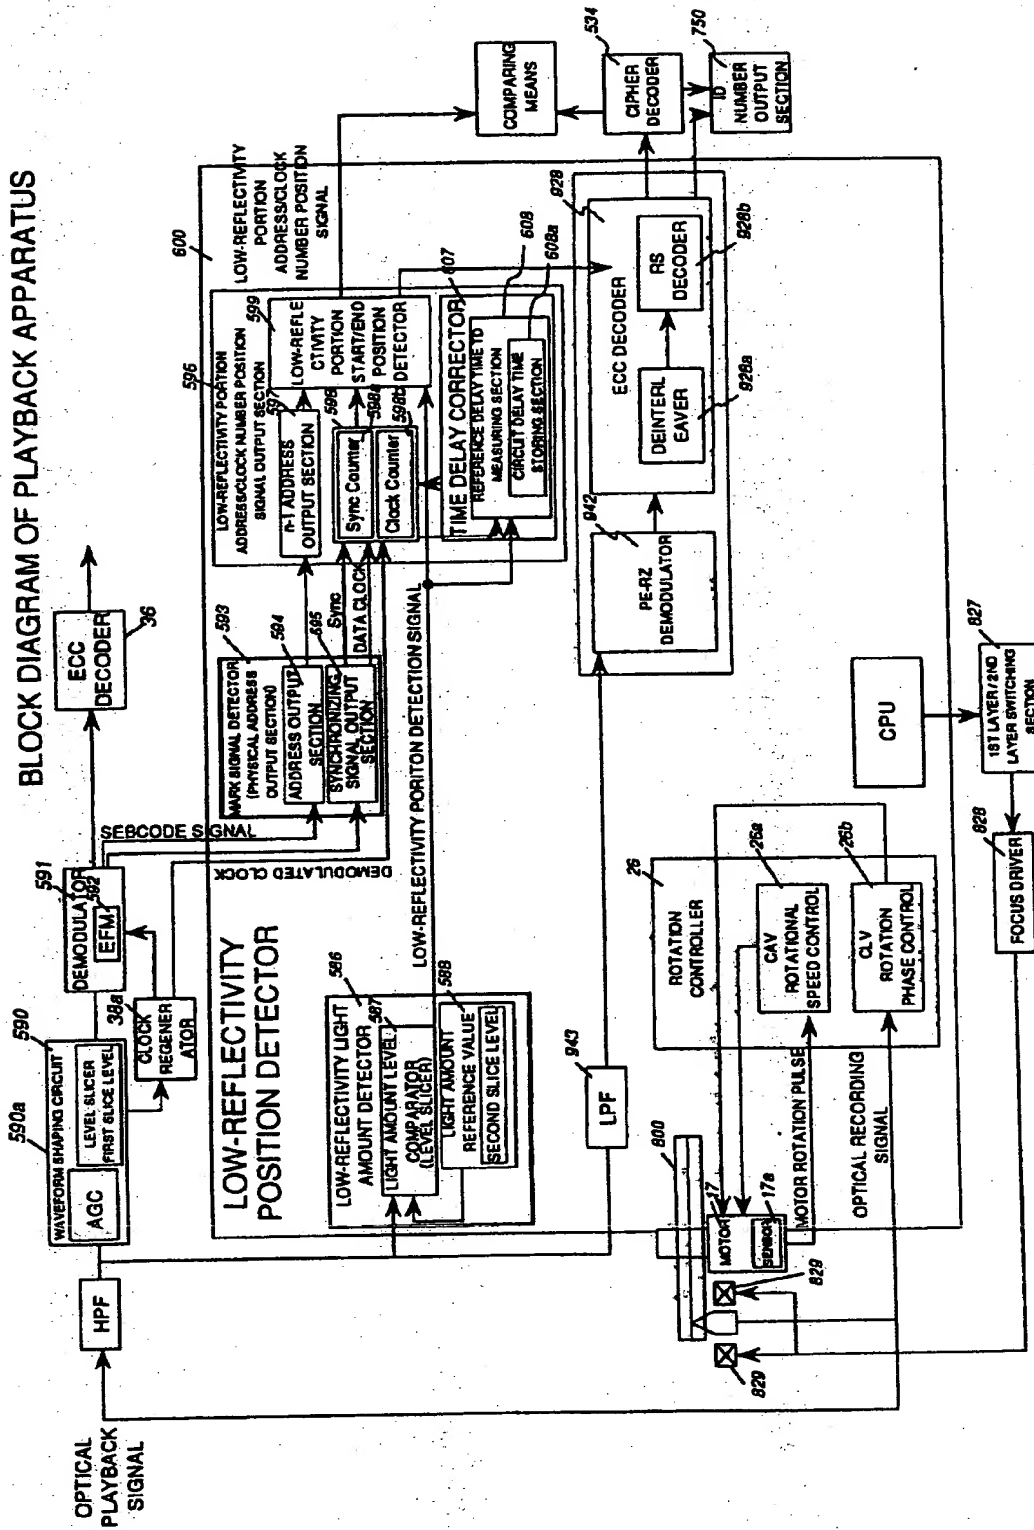 BLOCK DIAGRAM OF PLAYBACK APPARATUS
OPTICAL
PLAYBACK
SIGNAL
HPF
590a
590
WAVEFORM SHAPING CIRCUIT
AGC
LEVEL SLICER
FIRST SLICE LEVEL
38a
CLOCK
REGENER
ATOR
591
DEMODULATOR
592
EFM
ECC
DECODER
36
SEBCODE SIGNAL
DEMODULATED CLOCK
LOW-REFLECTIVITY
POSITION DETECTOR
600
586
LOW-REFLECTIVITY LIGHT
AMOUNT DETECTOR
587
LIGHT AMOUNT LEVEL
COMPARATOR
(LEVEL SLICER)
588
LIGHT AMOUNT
REFERENCE VALUE
SECOND SLICE LEVEL
LOW-REFLECTIVITY PORITON DETECTION SIGNAL
593
MARK SIGNAL DETECTOR
(PHYSICAL ADDRESS
OUTPUT SECTION)
594
ADDRESS OUTPUT
SECTION
595
SYNCHRONIZING
SIGNAL OUTPUT
SECTION
Sync
DATA CLOCK
596
LOW-REFLECTIVITY PORTION
ADDRESS/CLOCK NUMBER POSITION
SIGNAL OUTPUT SECTION
597
n-T ADDRESS
OUTPUT SECTION
598
598a
Sync Counter
598b
Clock Counter
599
LOW-REFLE
CTIVITY
PORTION
START/END
POSITION
DETECTOR
LOW-REFLECTIVITY
PORTION
ADDRESS/CLOCK
NUMBER POSITION
SIGNAL
607
TIME DELAY CORRECTOR
608
REFERENCE DELAY TIME TD
MEASURING SECTION
608a
CIRCUIT DELAY TIME
STORING SECTION
COMPARING
MEANS
534
CIPHER
DECODER
750
ID
NUMBER
OUTPUT
SECTION
943
LPF
942
PE-RZ
DEMODULATOR
928
928
ECC DECODER
928a
DEINTERL
EAVER
928b
RS
DECODER
800
MOTOR
17
SENSOR
17a
829
829
MOTOR ROTATION PULSE
OPTICAL RECORDING
SIGNAL
26
ROTATION
CONTROLLER
26a
CAV
ROTATIONAL
SPEED CONTROL
26b
CLV
ROTATION
PHASE CONTROL
CPU
827
1ST LAYER / 2ND
LAYER SWITCHING
SECTION
828
FOCUS DRIVER